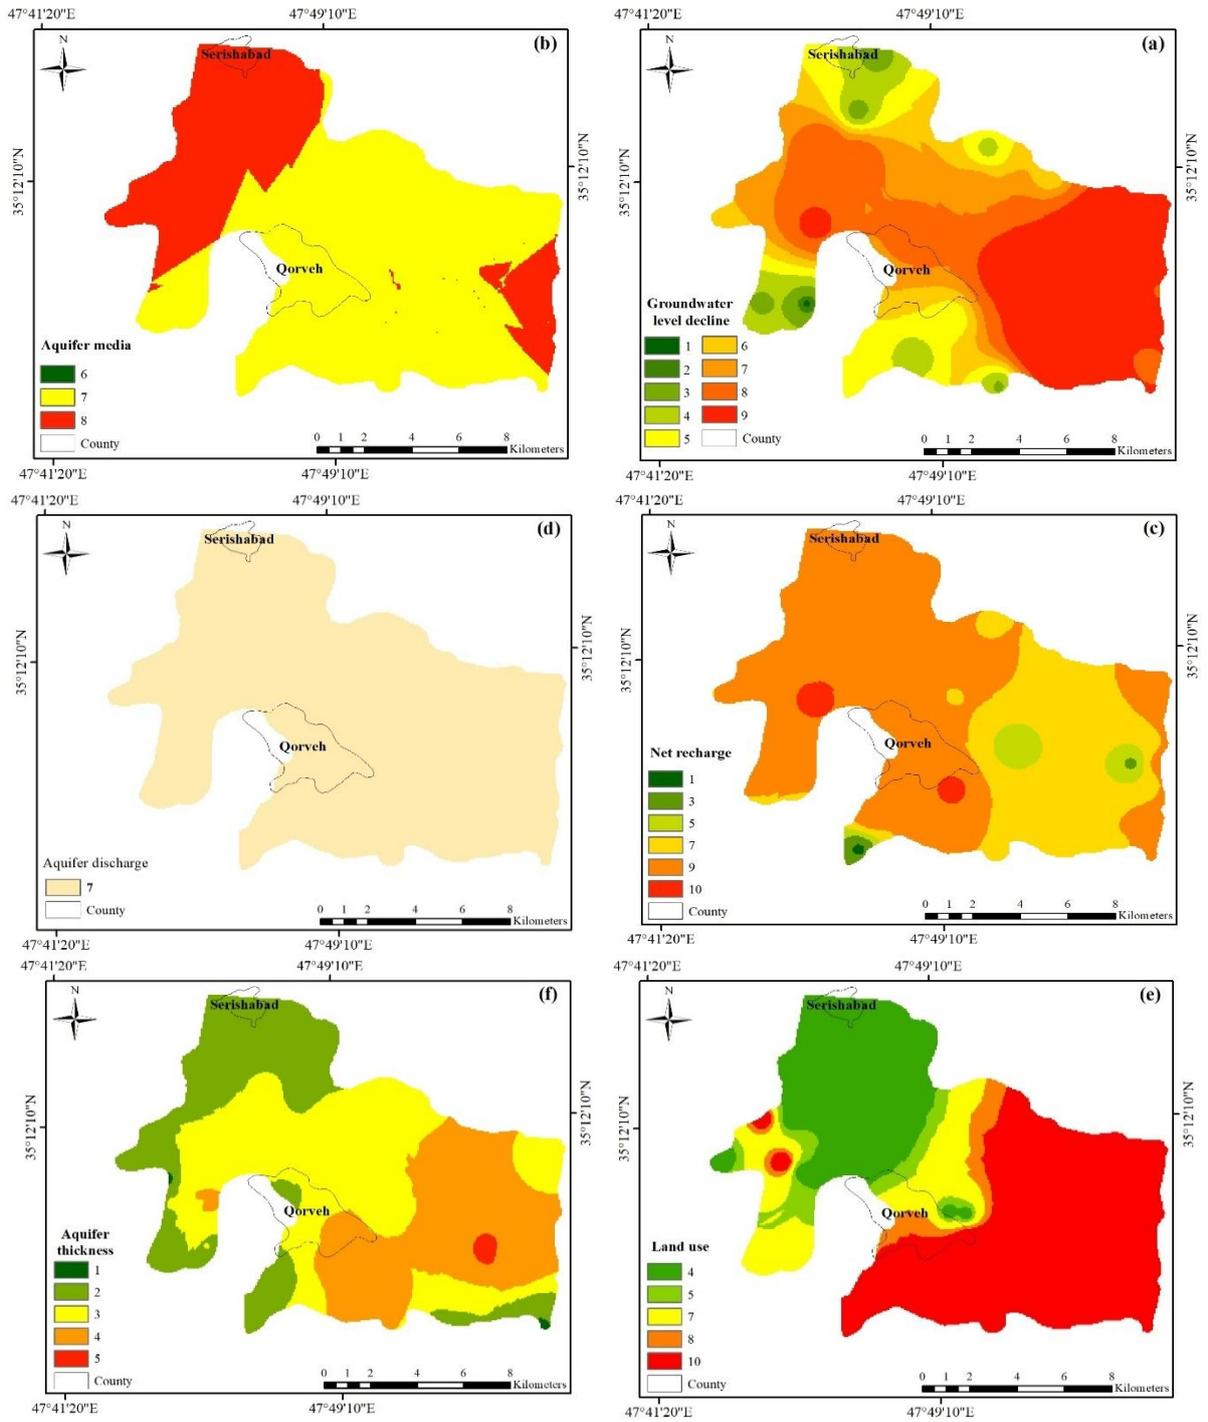 47°41'20"E
47°49'10"E
(b)
N
Serishabad
35°12'10"N
35°12'10"N
Qorveh
Aquifer media
6
7
8
County
0 1 2 4 6 8
Kilometers
47°41'20"E
47°49'10"E
47°41'20"E
47°49'10"E
(a)
N
Serishabad
35°12'10"N
35°12'10"N
Qorveh
Groundwater
level decline
1 6
2 7
3 8
4 9
5 County
0 1 2 4 6 8
Kilometers
47°41'20"E
47°49'10"E
47°41'20"E
47°49'10"E
(d)
N
Serishabad
35°12'10"N
35°12'10"N
Qorveh
Aquifer discharge
7
County
0 1 2 4 6 8
Kilometers
47°41'20"E
47°49'10"E
47°41'20"E
47°49'10"E
(c)
N
Serishabad
35°12'10"N
35°12'10"N
Qorveh
Net recharge
1
3
5
7
9
10
County
0 1 2 4 6 8
Kilometers
47°41'20"E
47°49'10"E
47°41'20"E
47°49'10"E
(f)
N
Serishabad
35°12'10"N
35°12'10"N
Qorveh
Aquifer
thickness
1
2
3
4
5
County
0 1 2 4 6 8
Kilometers
47°41'20"E
47°49'10"E
47°41'20"E
47°49'10"E
(e)
N
Serishabad
35°12'10"N
35°12'10"N
Qorveh
Land use
4
5
7
8
10
County
0 1 2 4 6 8
Kilometers
47°41'20"E
47°49'10"E